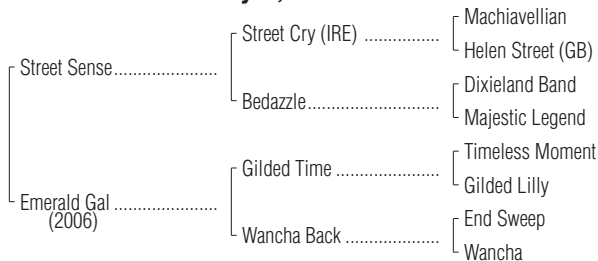 Machiavellian
Street Cry (IRE) ................
Helen Street (GB)
Street Sense......................
Dixieland Band
Bedazzle............................
Majestic Legend
Timeless Moment
Gilded Time ......................
Gilded Lilly
Emerald Gal ......................
(2006)
End Sweep
Wancha Back ....................
Wancha